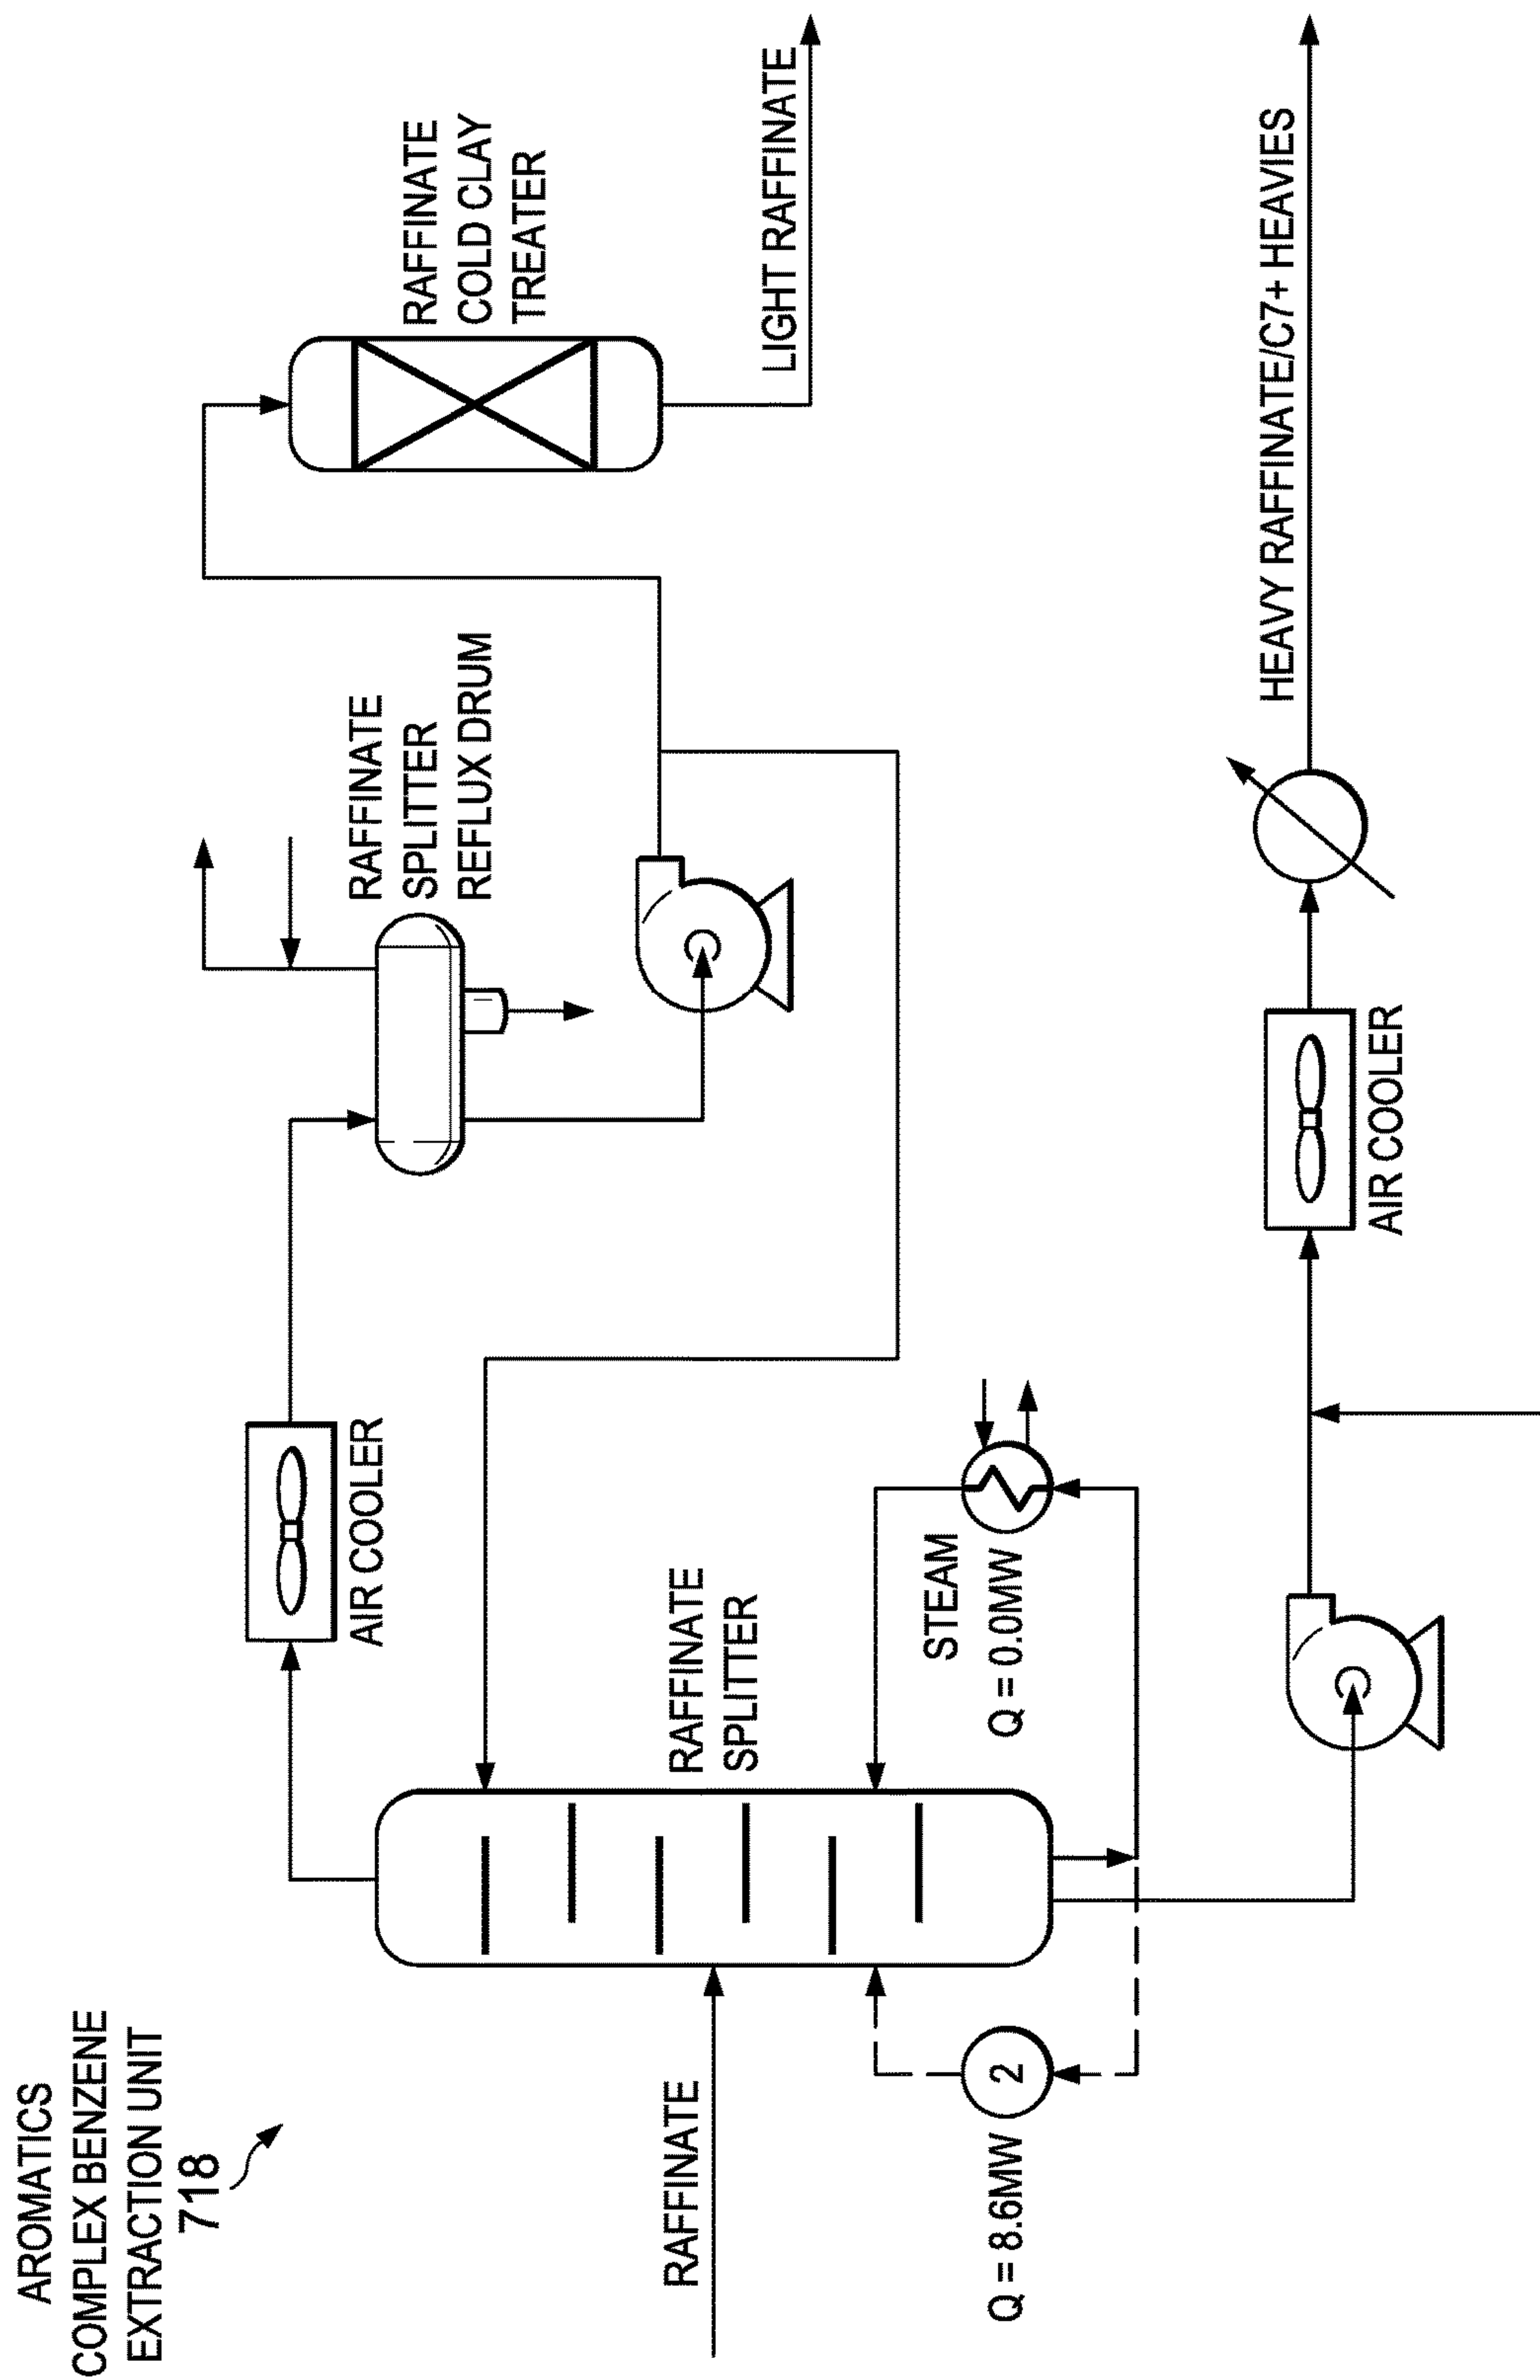 AROMATICS
COMPLEX BENZENE
EXTRACTION UNIT
718
AIR COOLER
RAFFINATE
SPLITTER
REFLUX DRUM
RAFFINATE
COLD CLAY
TREATER
RAFFINATE
RAFFINATE
SPLITTER
LIGHT RAFFINATE
STEAM
Q = 0.0MW
2
Q = 8.6MW
AIR COOLER
HEAVY RAFFINATE/C7+ HEAVIES